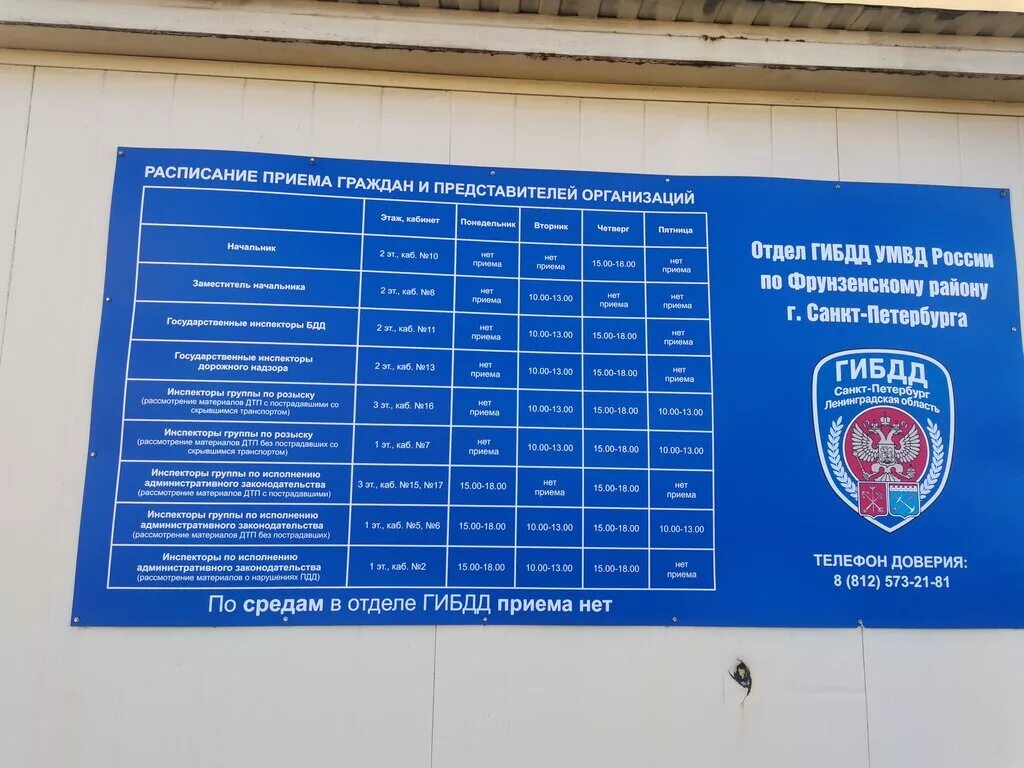 РАСПИСАНИЕ ПРИЕМА ГРАЖДАН И ПРЕДСТАВИТЕЛЕЙ ОРГАНИЗАЦИЙ
Этаж, кабинет Понедельник Вторник Четверг Пятница
Начальник 2 эт., каб. №10 нет приема нет приема 15.00-18.00 нет приема
Заместитель начальника 2 эт., каб. №8 нет приема 10.00-13.00 нет приема нет приема
Государственные инспекторы БДД 2 эт., каб. №11 нет приема 10.00-13.00 15.00-18.00 нет приема
Государственные инспекторы
дорожного надзора 2 эт., каб. №13 нет приема 10.00-13.00 15.00-18.00 нет приема
Инспекторы группы по розыску
(рассмотрение материалов ДТП с пострадавшими со
скрывшимся транспортом) 3 эт., каб. №16 нет приема 10.00-13.00 15.00-18.00 10.00-13.00
Инспекторы группы по розыску
(рассмотрение материалов ДТП без пострадавших со
скрывшимся транспортом) 1 эт., каб. №7 нет приема 10.00-13.00 15.00-18.00 10.00-13.00
Инспекторы группы по исполнению
административного законодательства
(рассмотрение материалов ДТП с пострадавшими) 3 эт., каб. №15, №17 15.00-18.00 нет приема 15.00-18.00 нет приема
Инспекторы группы по исполнению
административного законодательства
(рассмотрение материалов ДТП без пострадавших) 1 эт., каб. №5, №6 15.00-18.00 10.00-13.00 15.00-18.00 10.00-13.00
Инспекторы по исполнению
административного законодательства
(рассмотрение материалов о нарушениях ПДД) 1 эт., каб. №2 15.00-18.00 10.00-13.00 15.00-18.00 нет приема
По средам в отделе ГИБДД приема нет
Отдел ГИБДД УМВД России
по Фрунзенскому району
г. Санкт-Петербурга
ГИБДД
Санкт-Петербург
Ленинградская область
ТЕЛЕФОН ДОВЕРИЯ:
8 (812) 573-21-81